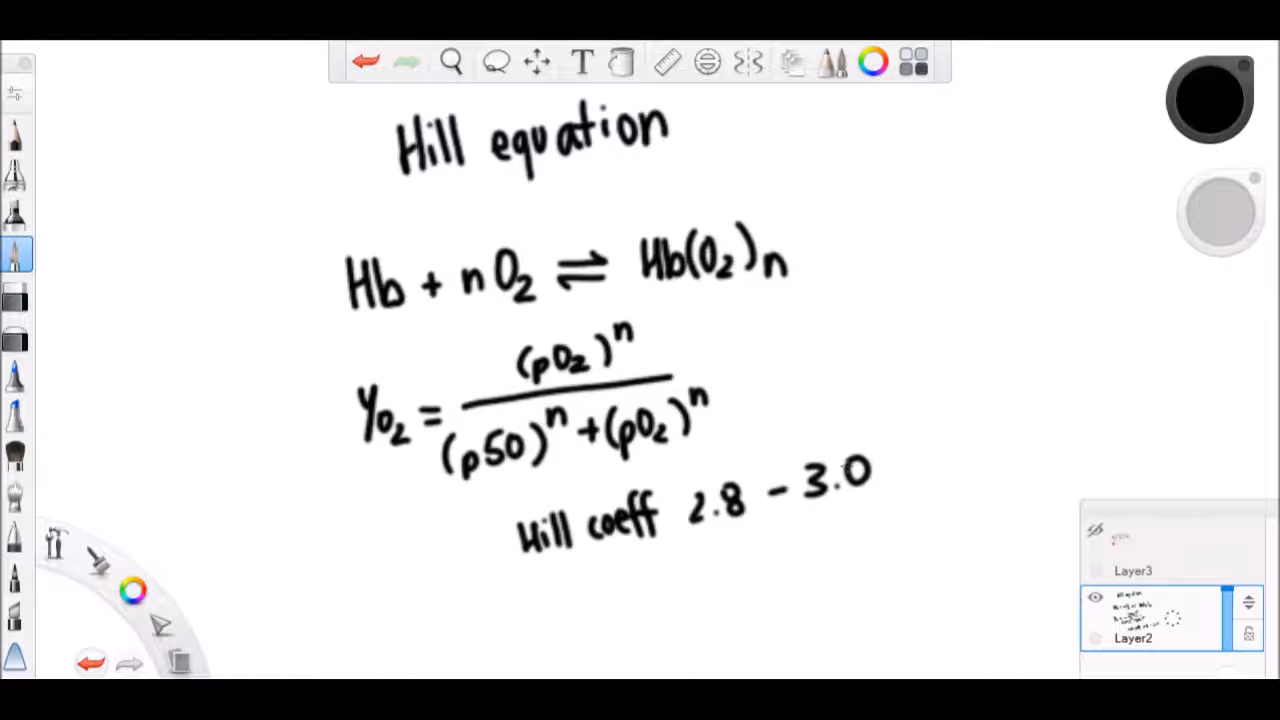 Hill equation
Hb + nO₂ ⇌ Hb(O₂)n
Yo₂ = (pO₂)ⁿ / (p50)ⁿ + (pO₂)ⁿ
Hill coeff 2.8 - 3.0
Layer3
Layer2